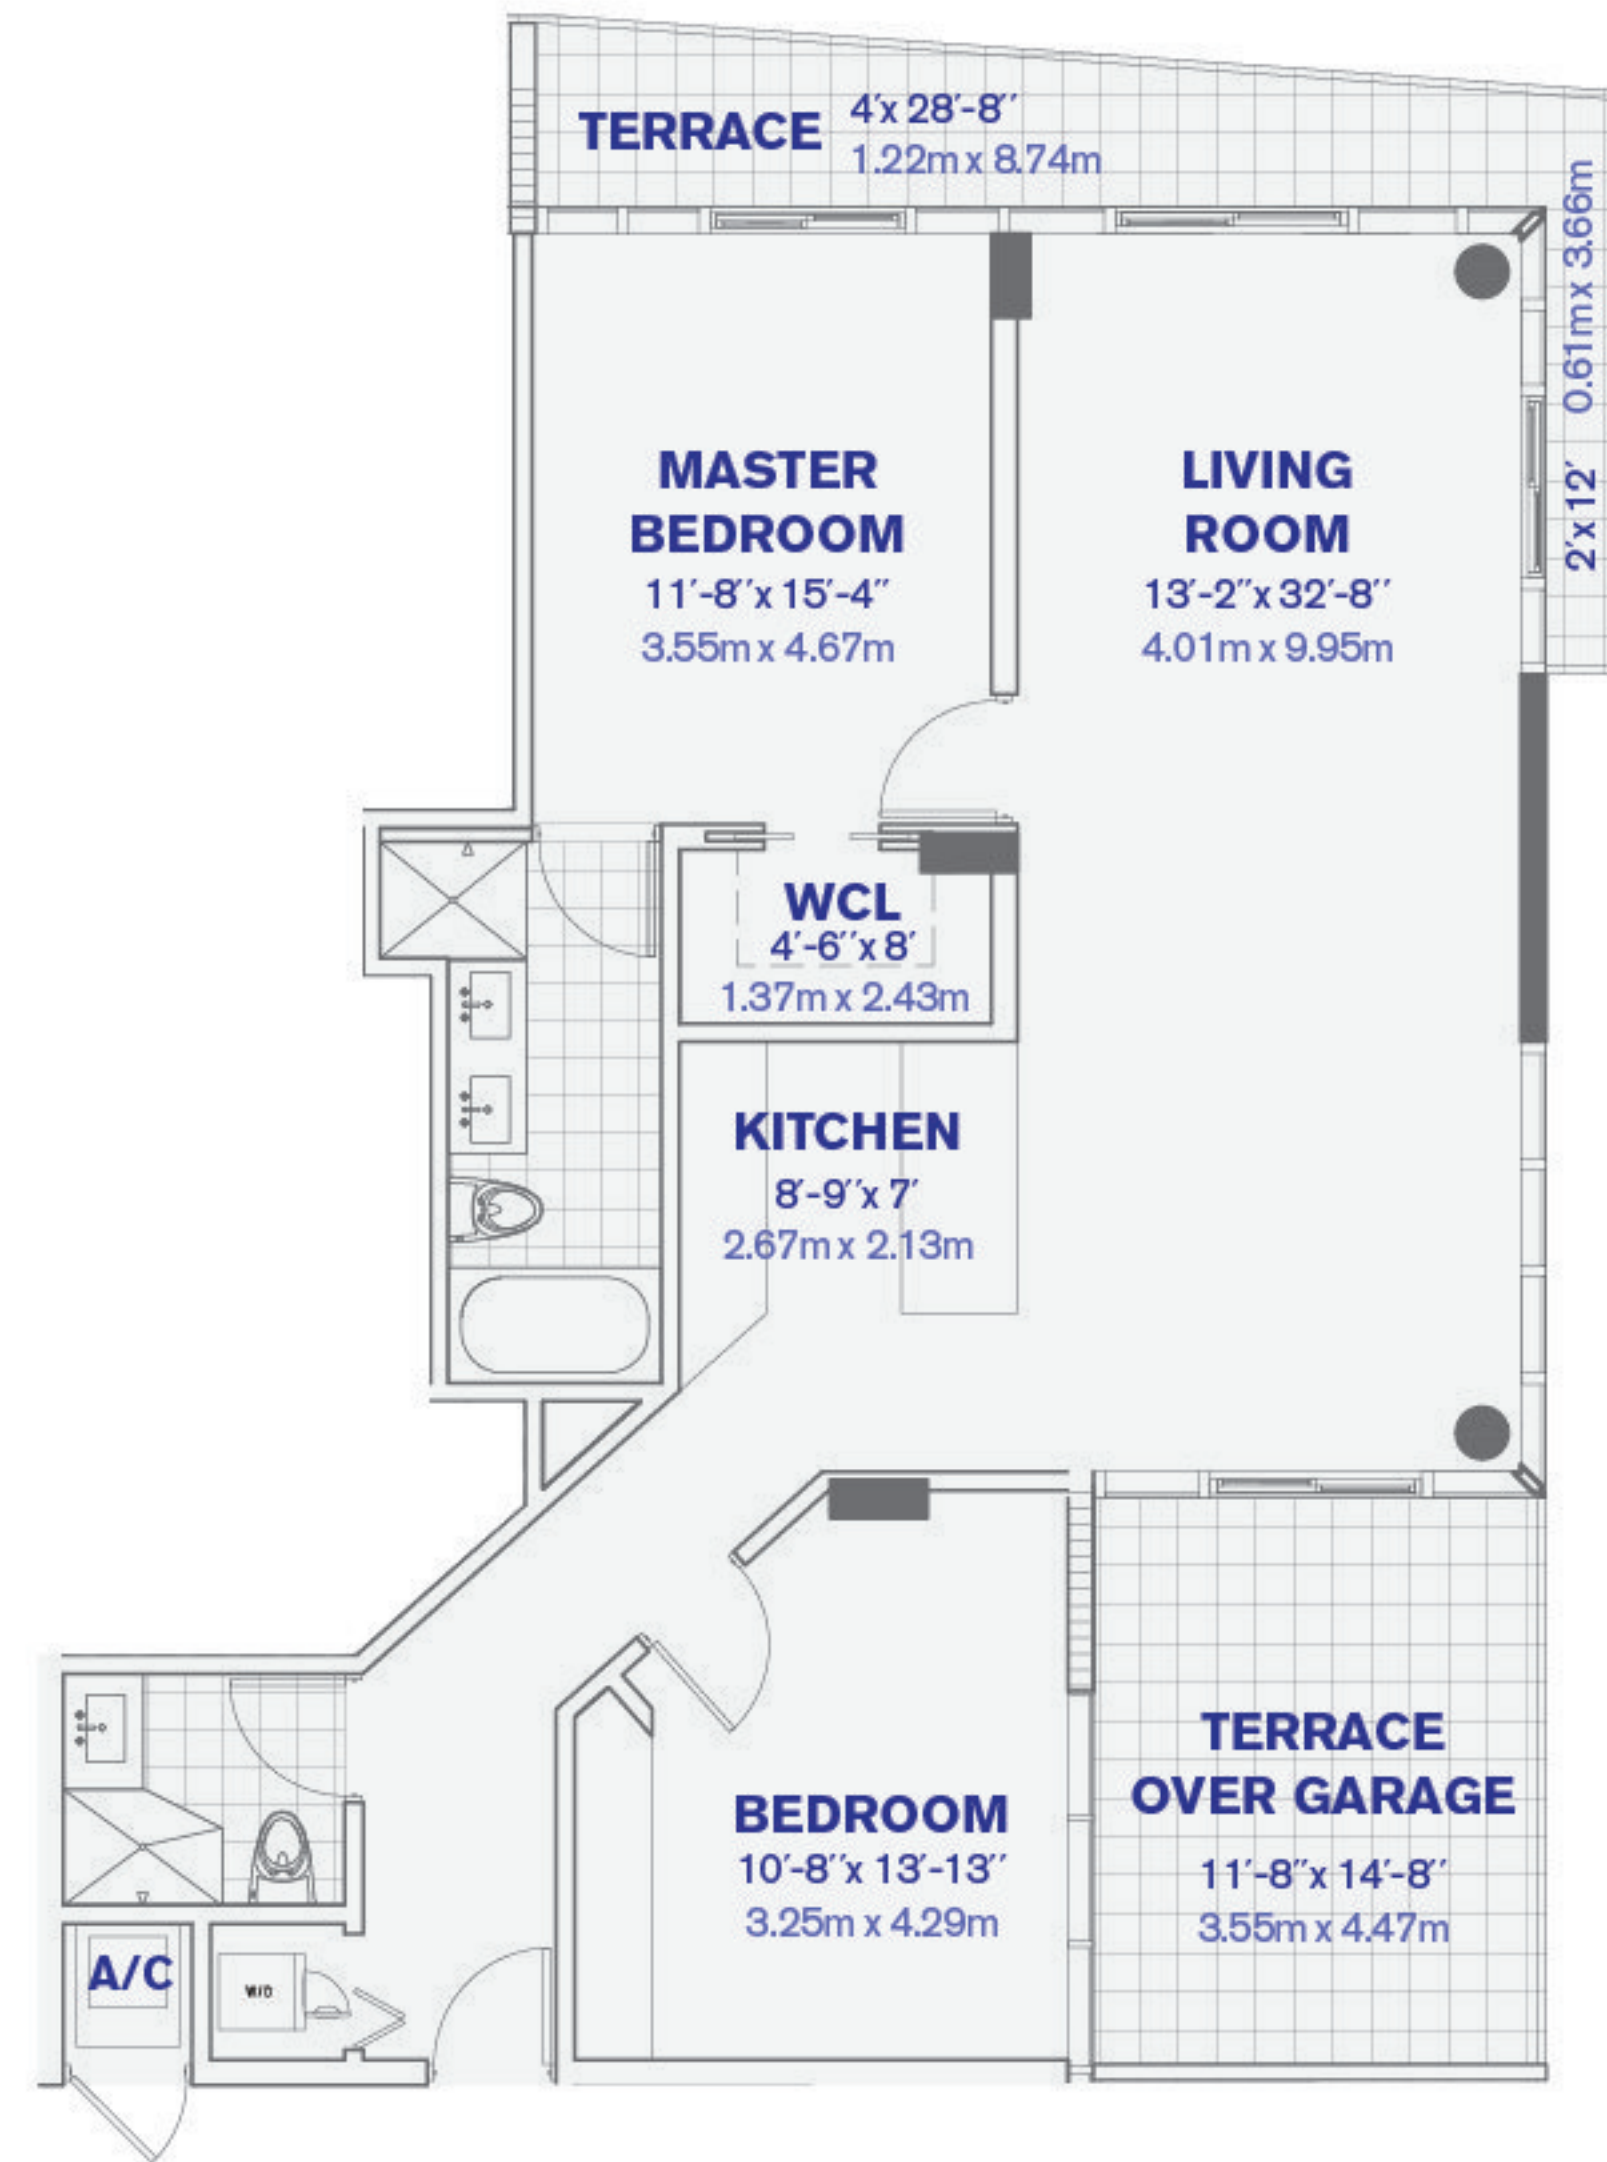 TERRACE
4'x 28'-8''
1.22m x 8.74m
2'x 12' 0.61m x 3.66m
MASTER
BEDROOM
11'-8''x 15'-4''
3.55m x 4.67m
LIVING
ROOM
13'-2''x 32'-8''
4.01m x 9.95m
WCL
4'-6''x 8'
1.37m x 2.43m
KITCHEN
8'-9''x 7'
2.67m x 2.13m
BEDROOM
10'-8''x 13'-13''
3.25m x 4.29m
TERRACE
OVER GARAGE
11'-8''x 14'-8''
3.55m x 4.47m
A/C
W/D